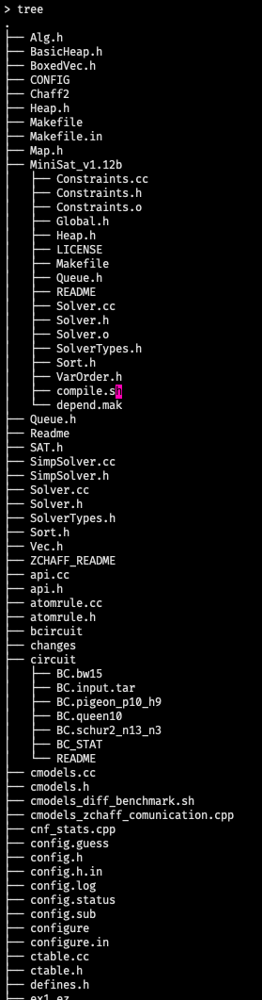 > tree
.
├── Alg.h
├── BasicHeap.h
├── BoxedVec.h
├── CONFIG
├── Chaff2
├── Heap.h
├── Makefile
├── Makefile.in
├── Map.h
├── MiniSat_v1.12b
│   ├── Constraints.cc
│   ├── Constraints.h
│   ├── Constraints.o
│   ├── Global.h
│   ├── Heap.h
│   ├── LICENSE
│   ├── Makefile
│   ├── Queue.h
│   ├── README
│   ├── Solver.cc
│   ├── Solver.h
│   ├── Solver.o
│   ├── SolverTypes.h
│   ├── Sort.h
│   ├── VarOrder.h
│   ├── compile.sh
│   └── depend.mak
├── Queue.h
├── Readme
├── SAT.h
├── SimpSolver.cc
├── SimpSolver.h
├── Solver.cc
├── Solver.h
├── SolverTypes.h
├── Sort.h
├── Vec.h
├── ZCHAFF_README
├── api.cc
├── api.h
├── atomrule.cc
├── atomrule.h
├── bcircuit
├── changes
├── circuit
│   ├── BC.bw15
│   ├── BC.input.tar
│   ├── BC.pigeon_p10_h9
│   ├── BC.queen10
│   ├── BC.schur2_n13_n3
│   ├── BC_STAT
│   └── README
├── cmodels.cc
├── cmodels.h
├── cmodels_diff_benchmark.sh
├── cmodels_zchaff_comunication.cpp
├── cnf_stats.cpp
├── config.guess
├── config.h
├── config.h.in
├── config.log
├── config.status
├── config.sub
├── configure
├── configure.in
├── ctable.cc
├── ctable.h
├── defines.h
├── ex1.ez